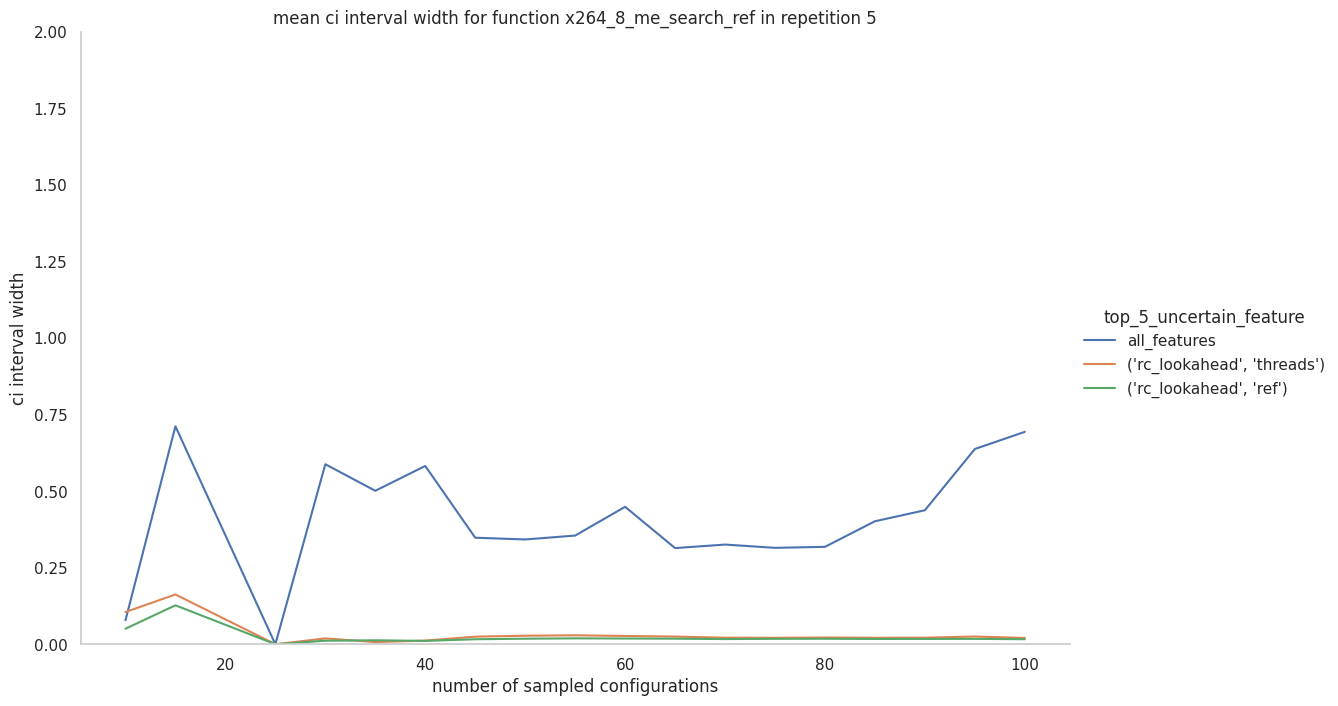 mean ci interval width for function x264_8_me_search_ref in repetition 5
2.00
1.75
1.50
1.25
1.00
0.75
0.50
0.25
0.00
ci interval width
20
40
60
80
100
number of sampled configurations
top_5_uncertain_feature
all_features
('rc_lookahead', 'threads')
('rc_lookahead', 'ref')